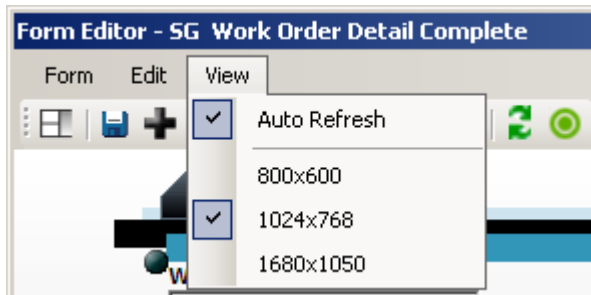 Form Editor - SG Work Order Detail Complete
Form Edit View
Auto Refresh
800x600
1024x768
1680x1050